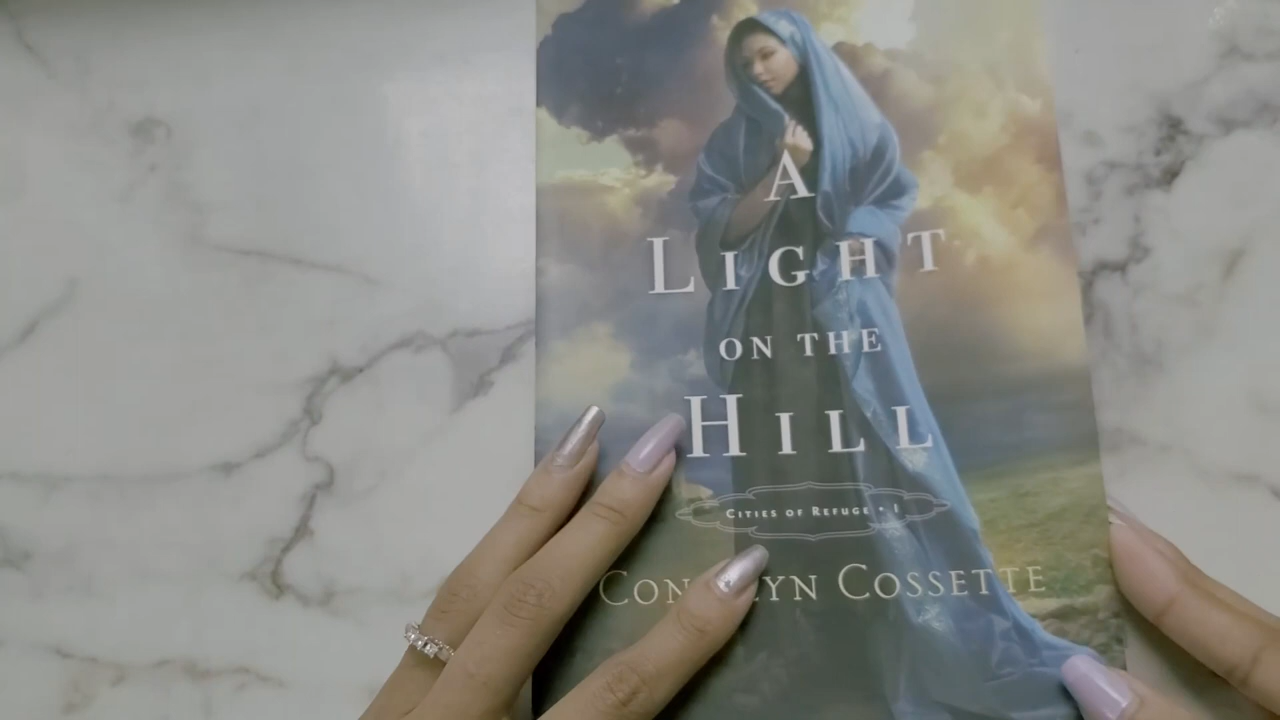 A
LIGHT
ON THE
HILL
CITIES OF REFUGE • 1
COSSETTE